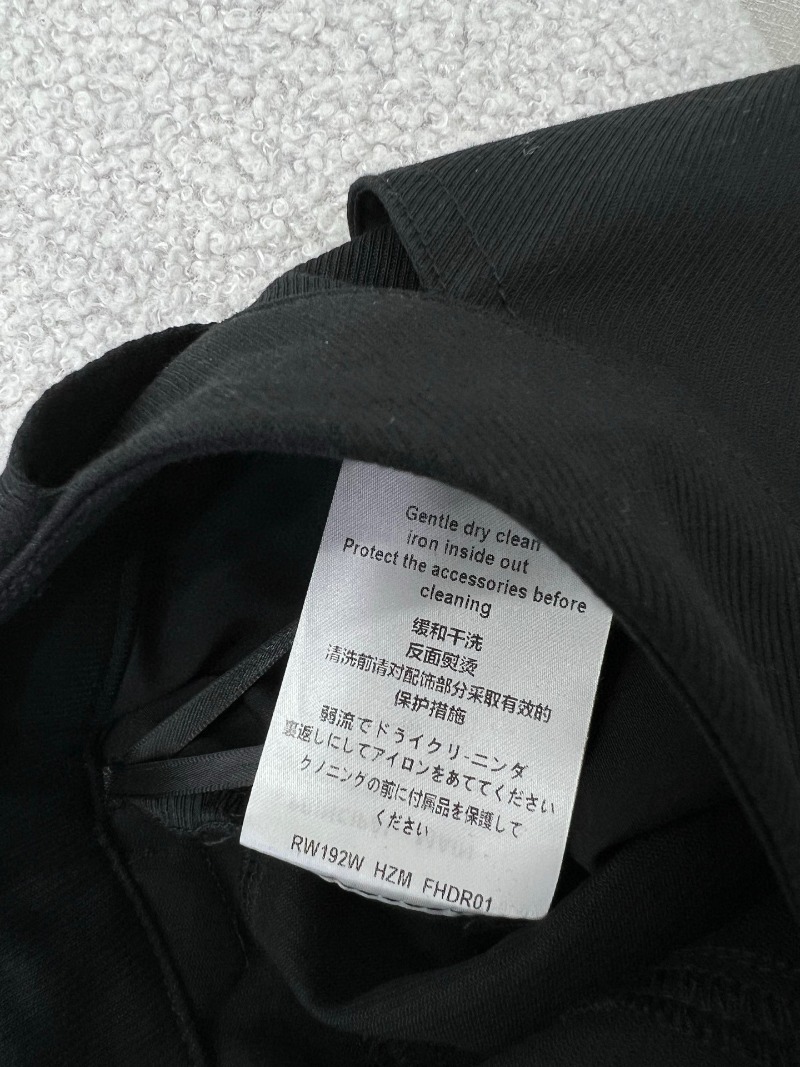 Gentle dry clean
iron inside out
Protect the accessories before
cleaning
缓和干洗
反面熨烫
清洗前请对配饰部分采取有效的
保护措施
弱流でドライクリ-ニンダ
裏返しにしてアイロンをあててください
クノニングの前に付属品を保護して
ください
RW192W HZM FHDR01